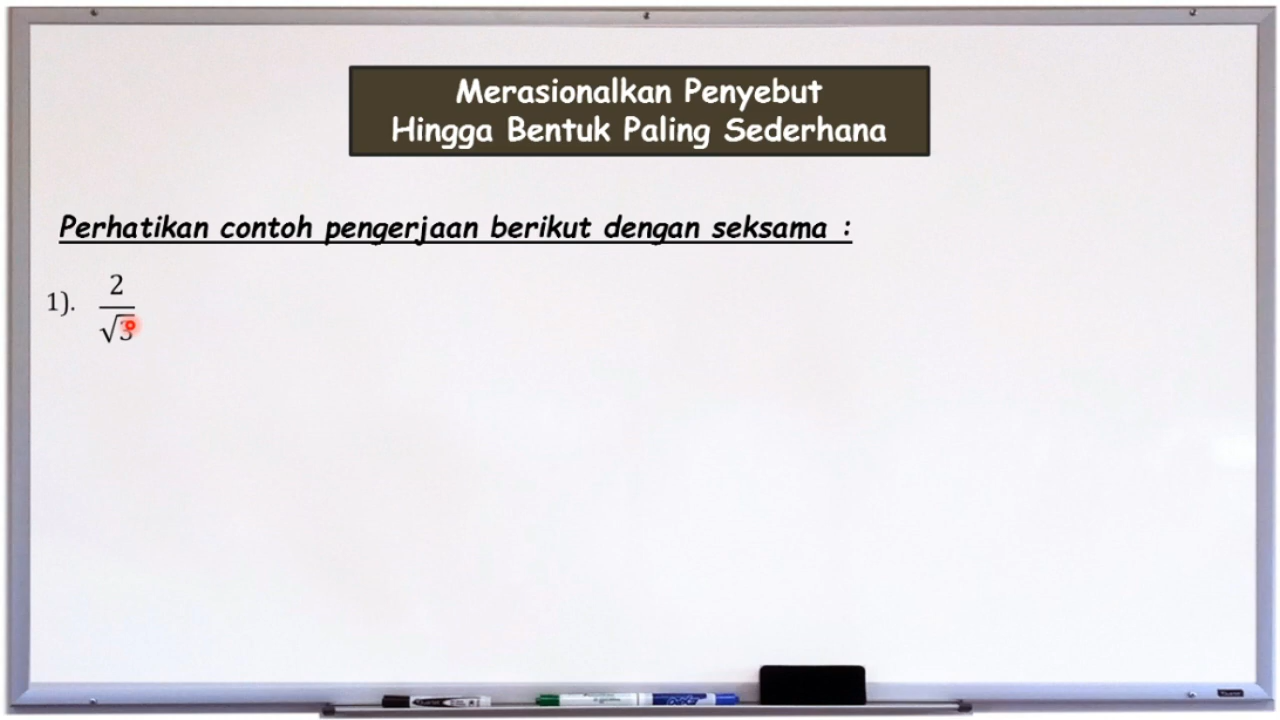 Merasionalkan Penyebut
Hingga Bentuk Paling Sederhana
Perhatikan contoh pengerjaan berikut dengan seksama :
1). 2/√3